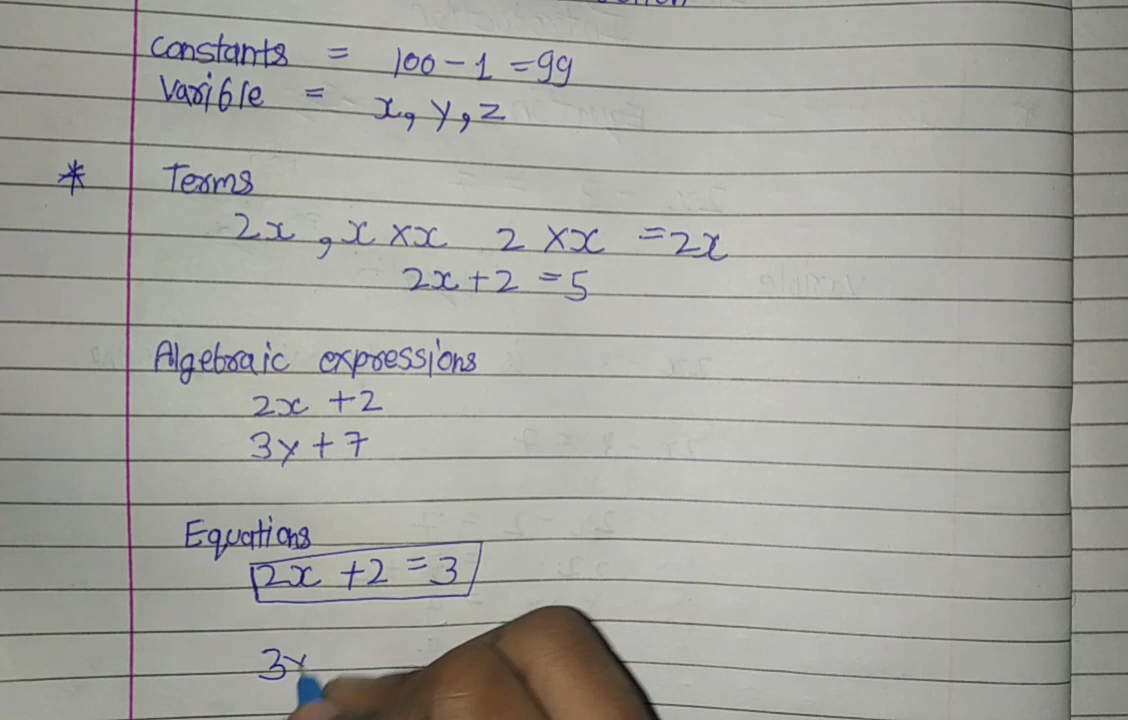 Constants = 100 - 1 = 99
Varible = x, y, z
* Terms
2x, x × x 2 × x = 2x
2x + 2 = 5
Algebraic expressions
2x + 2
3y + 7
Equations
2x + 2 = 3
3y